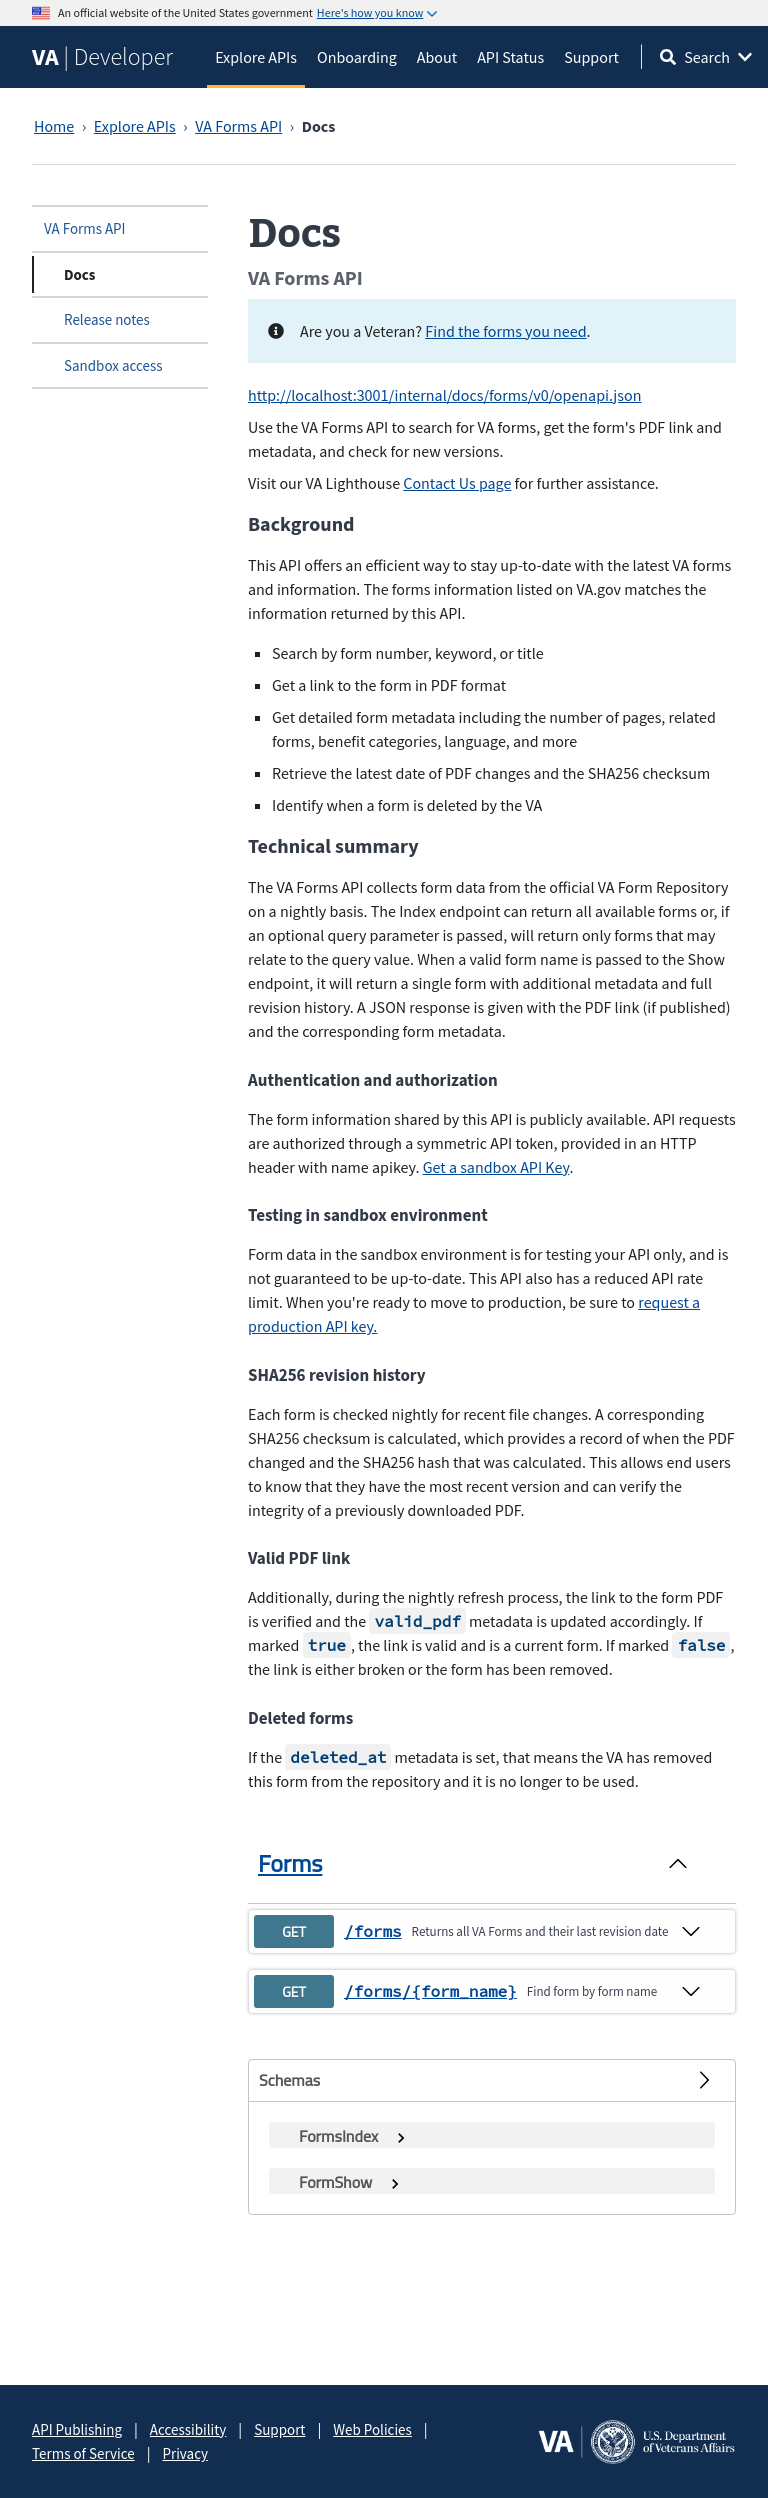 An official website of the United States government Here's how you know
VA | Developer
Explore APIs Onboarding About API Status Support Search
Home › Explore APIs › VA Forms API › Docs
VA Forms API
Docs
Release notes
Sandbox access
Docs
VA Forms API
Are you a Veteran? Find the forms you need.
http://localhost:3001/internal/docs/forms/v0/openapi.json
Use the VA Forms API to search for VA forms, get the form's PDF link and
metadata, and check for new versions.
Visit our VA Lighthouse Contact Us page for further assistance.
Background
This API offers an efficient way to stay up-to-date with the latest VA forms
and information. The forms information listed on VA.gov matches the
information returned by this API.
Search by form number, keyword, or title
Get a link to the form in PDF format
Get detailed form metadata including the number of pages, related
forms, benefit categories, language, and more
Retrieve the latest date of PDF changes and the SHA256 checksum
Identify when a form is deleted by the VA
Technical summary
The VA Forms API collects form data from the official VA Form Repository
on a nightly basis. The Index endpoint can return all available forms or, if
an optional query parameter is passed, will return only forms that may
relate to the query value. When a valid form name is passed to the Show
endpoint, it will return a single form with additional metadata and full
revision history. A JSON response is given with the PDF link (if published)
and the corresponding form metadata.
Authentication and authorization
The form information shared by this API is publicly available. API requests
are authorized through a symmetric API token, provided in an HTTP
header with name apikey. Get a sandbox API Key.
Testing in sandbox environment
Form data in the sandbox environment is for testing your API only, and is
not guaranteed to be up-to-date. This API also has a reduced API rate
limit. When you're ready to move to production, be sure to request a
production API key.
SHA256 revision history
Each form is checked nightly for recent file changes. A corresponding
SHA256 checksum is calculated, which provides a record of when the PDF
changed and the SHA256 hash that was calculated. This allows end users
to know that they have the most recent version and can verify the
integrity of a previously downloaded PDF.
Valid PDF link
Additionally, during the nightly refresh process, the link to the form PDF
is verified and the valid_pdf metadata is updated accordingly. If
marked true , the link is valid and is a current form. If marked false ,
the link is either broken or the form has been removed.
Deleted forms
If the deleted_at metadata is set, that means the VA has removed
this form from the repository and it is no longer to be used.
Forms
GET /forms Returns all VA Forms and their last revision date
GET /forms/{form_name} Find form by form name
Schemas
FormsIndex
FormShow
API Publishing | Accessibility | Support | Web Policies |
Terms of Service | Privacy
VA | U.S. Department
of Veterans Affairs